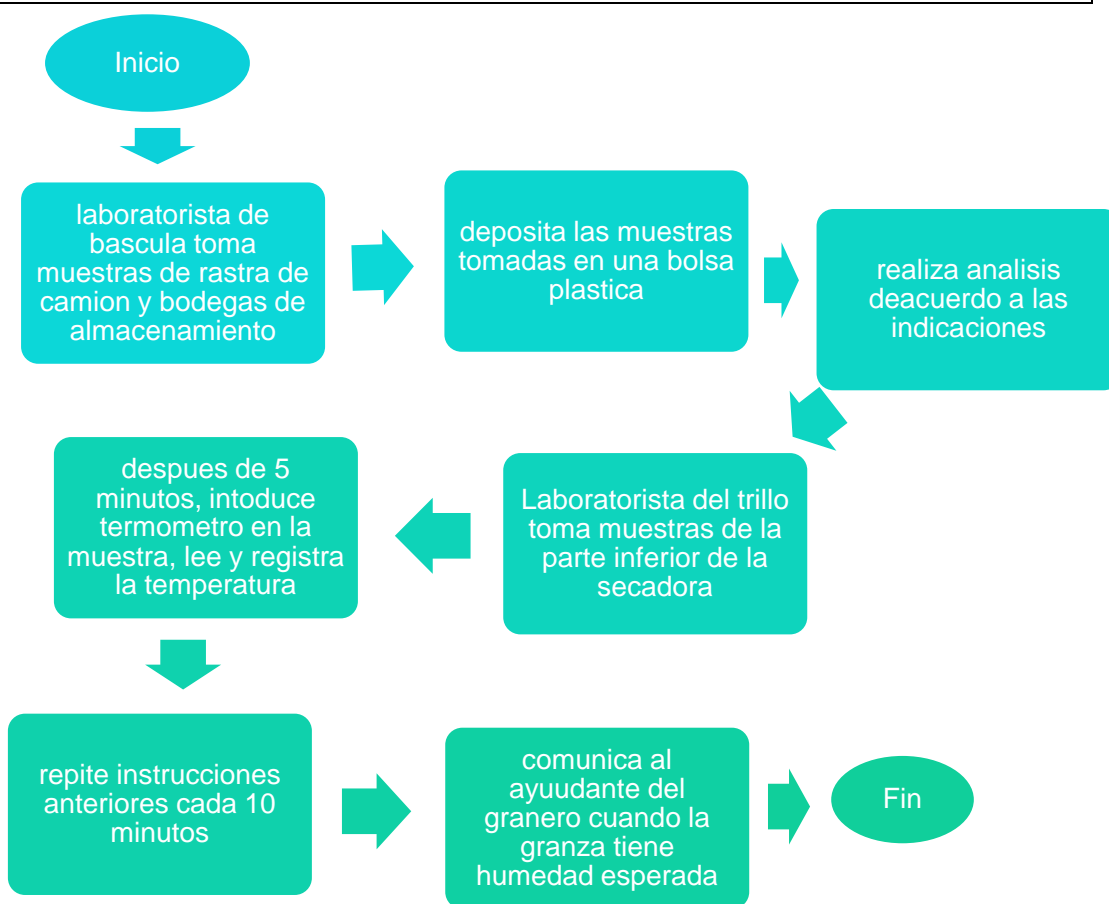 Inicio
laboratorista de
bascula toma
muestras de rastra de
camion y bodegas de
almacenamiento
deposita las muestras
tomadas en una bolsa
plastica
realiza analisis
deacuerdo a las
indicaciones
Laboratorista del trillo
toma muestras de la
parte inferior de la
secadora
despues de 5
minutos, intoduce
termometro en la
muestra, lee y registra
la temperatura
repite instrucciones
anteriores cada 10
minutos
comunica al
ayuudante del
granero cuando la
granza tiene
humedad esperada
Fin